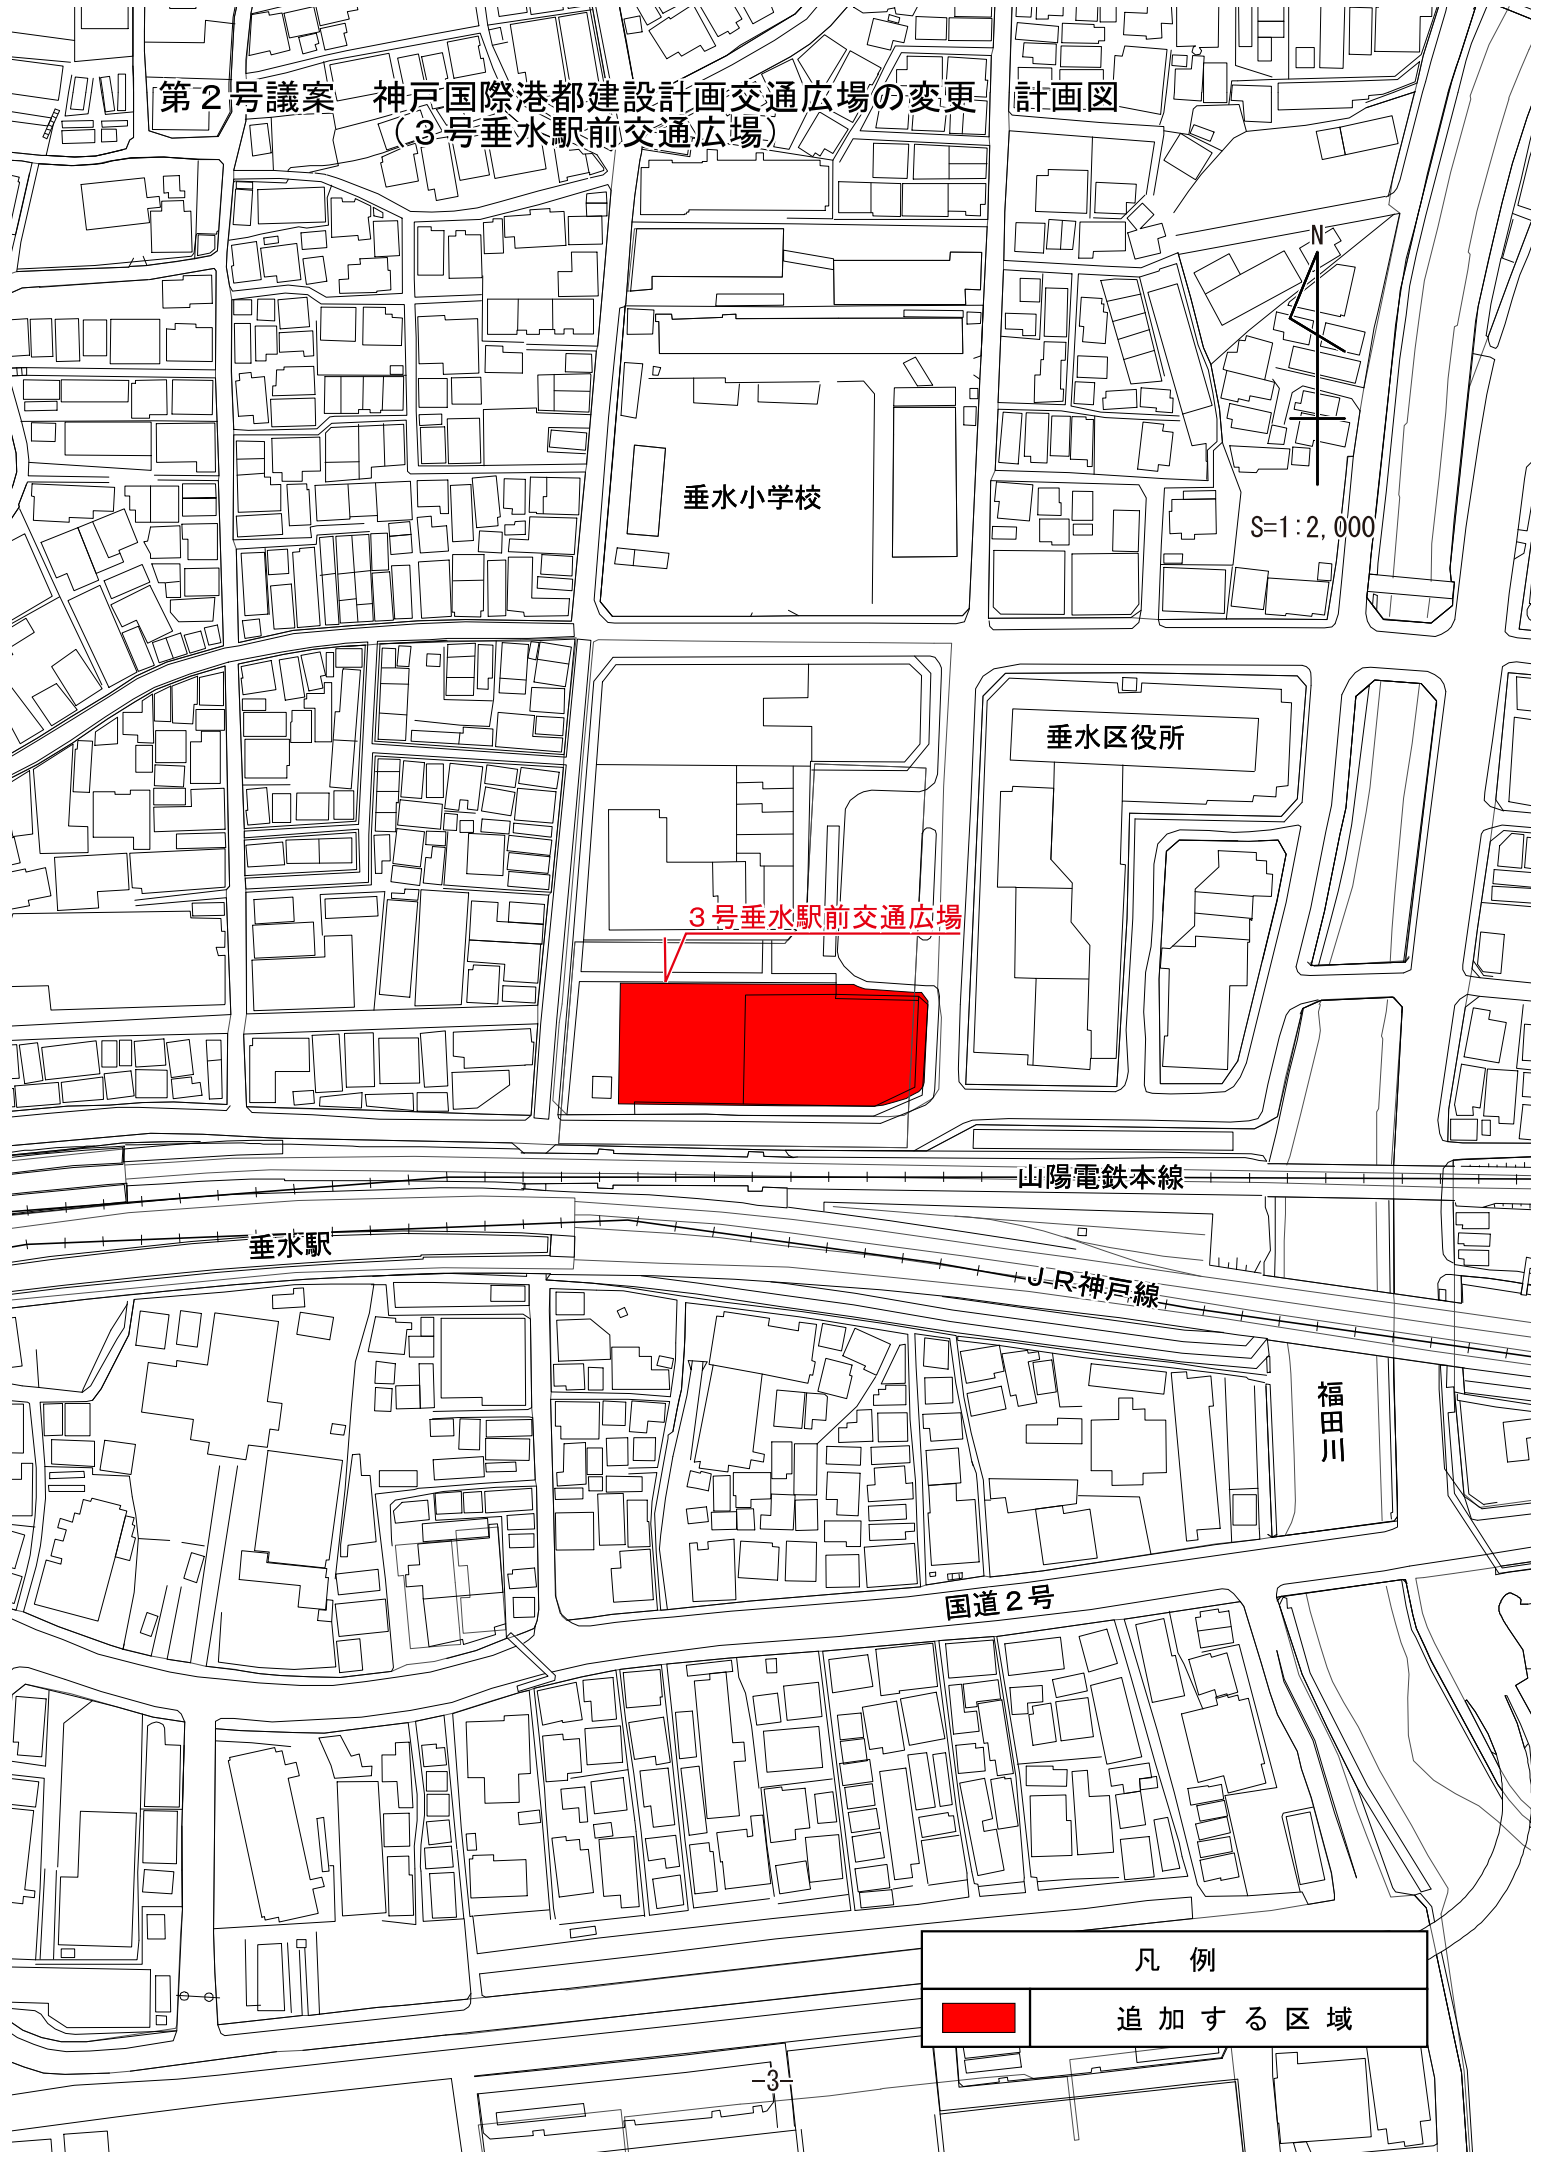 第２号議案　神戸国際港都建設計画交通広場の変更　計画図
（３号垂水駅前交通広場）
N
垂水小学校
S=1:2,000
垂水区役所
３号垂水駅前交通広場
山陽電鉄本線
垂水駅
ＪＲ神戸線
福田川
国道２号
凡　例
追加する区域
-3-